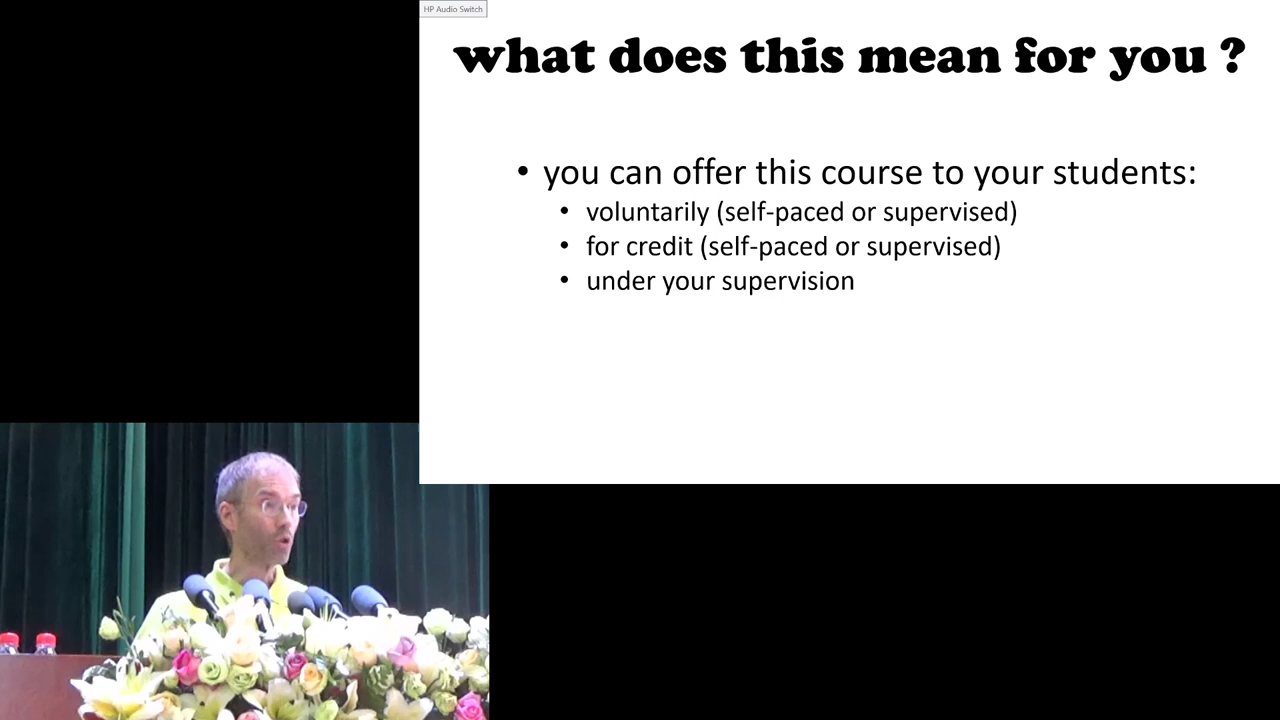 HP Audio Switch
what does this mean for you ?
• you can offer this course to your students:
• voluntarily (self-paced or supervised)
• for credit (self-paced or supervised)
• under your supervision